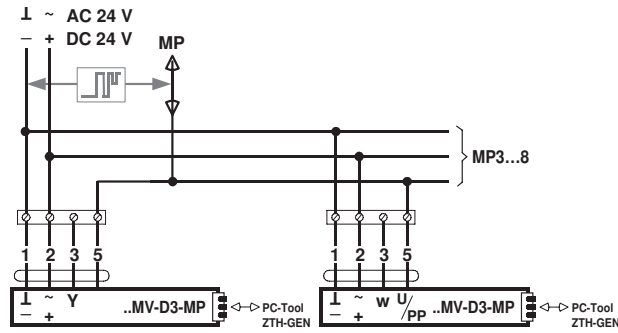 ⊥ ~ AC 24 V
– + DC 24 V
MP
MP3...8
1 2 3 5
1 2 3 5
⊥ ~ Y
– +
..MV-D3-MP
PC-Tool
ZTH-GEN
⊥ ~ w U/PP
– +
..MV-D3-MP
PC-Tool
ZTH-GEN